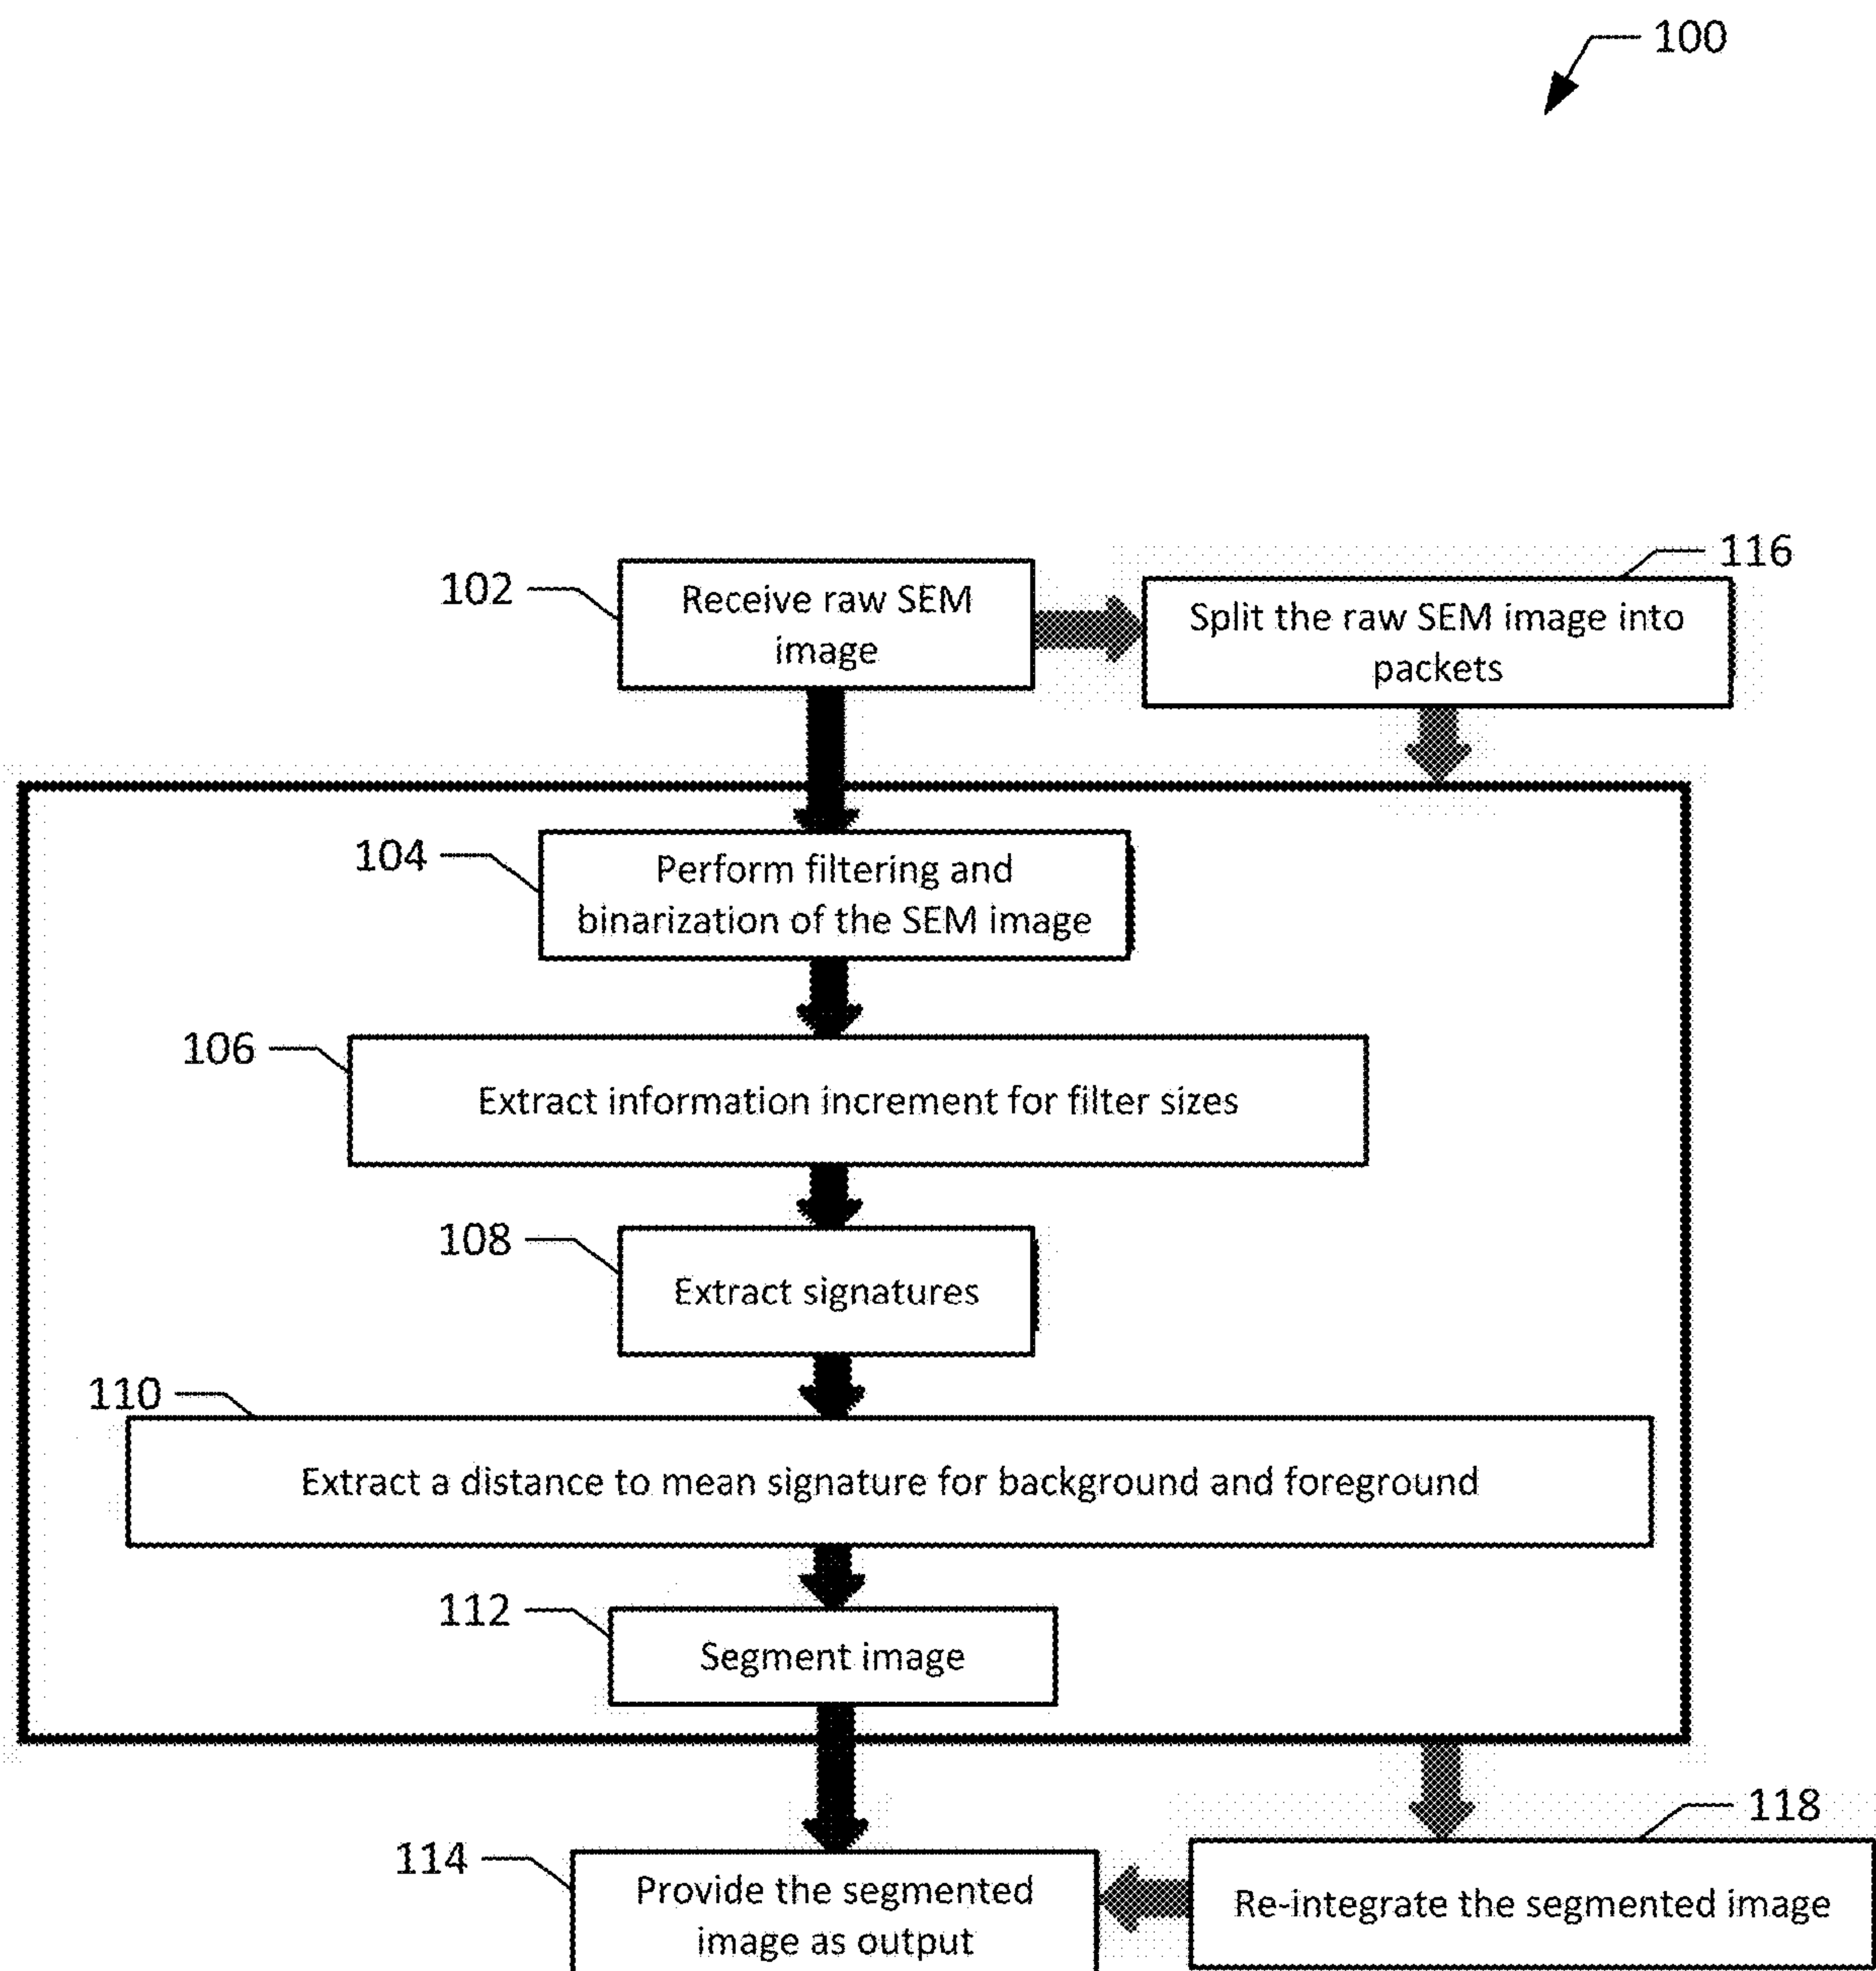 100
102
Receive raw SEM
image
116
Split the raw SEM image into
packets
104
Perform filtering and
binarization of the SEM image
106
Extract information increment for filter sizes
108
Extract signatures
110
Extract a distance to mean signature for background and foreground
112
Segment image
114
Provide the segmented
image as output
118
Re-integrate the segmented image